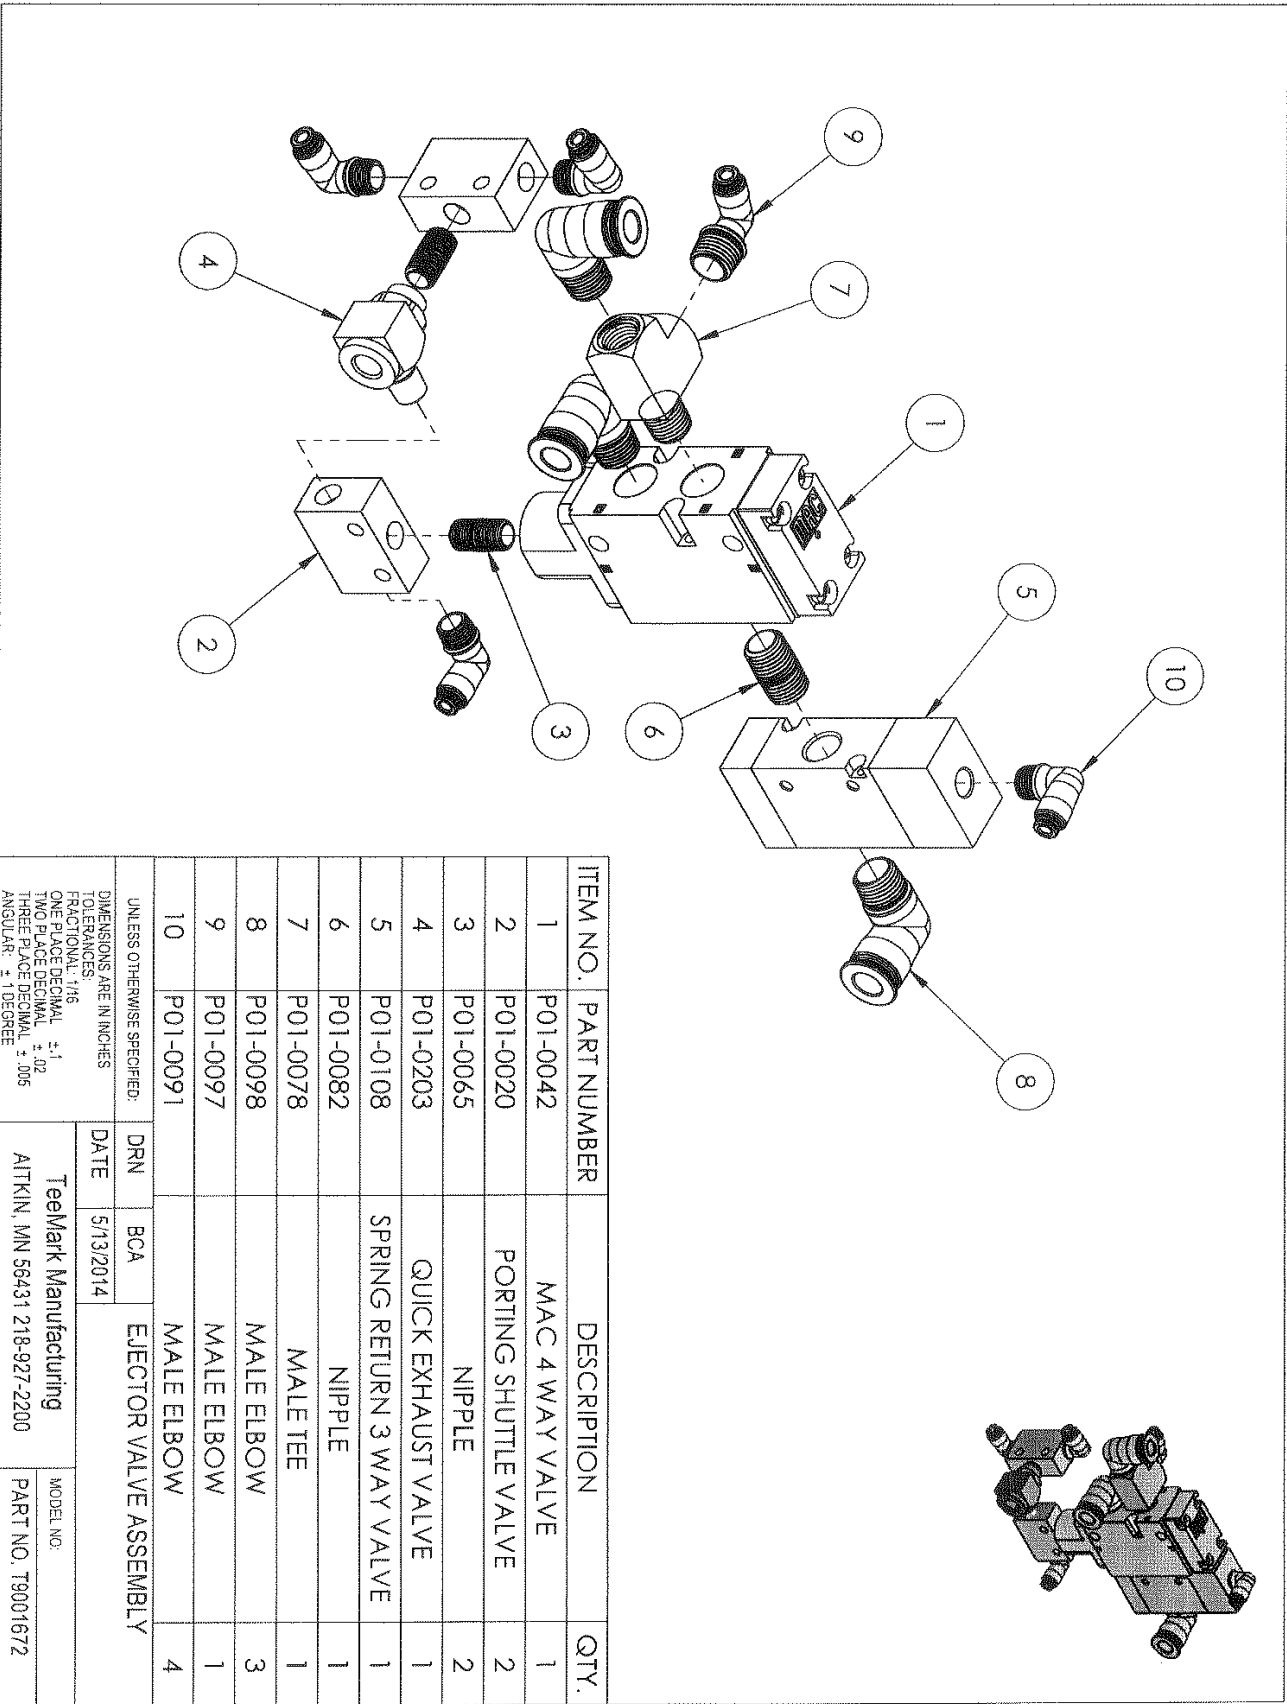 9
7
1
5
10
4
2
3
6
8
MAC
ITEM NO. PART NUMBER DESCRIPTION QTY.
1 P01-0042 MAC 4 WAY VALVE 1
2 P01-0020 PORTING SHUTTLE VALVE 2
3 P01-0065 NIPPLE 2
4 P01-0203 QUICK EXHAUST VALVE 1
5 P01-0108 SPRING RETURN 3 WAY VALVE 1
6 P01-0082 NIPPLE 1
7 P01-0078 MALE TEE 1
8 P01-0098 MALE ELBOW 3
9 P01-0097 MALE ELBOW 1
10 P01-0091 MALE ELBOW 4
UNLESS OTHERWISE SPECIFIED:
DIMENSIONS ARE IN INCHES
TOLERANCES:
FRACTIONAL: 1/16
ONE PLACE DECIMAL ±.1
TWO PLACE DECIMAL ± .02
THREE PLACE DECIMAL ± .005
ANGULAR: ± 1 DEGREE
DRN BCA
DATE 5/13/2014
EJECTOR VALVE ASSEMBLY
TeeMark Manufacturing
AITKIN, MN 56431 218-927-2200
MODEL NO:
PART NO. T9001672